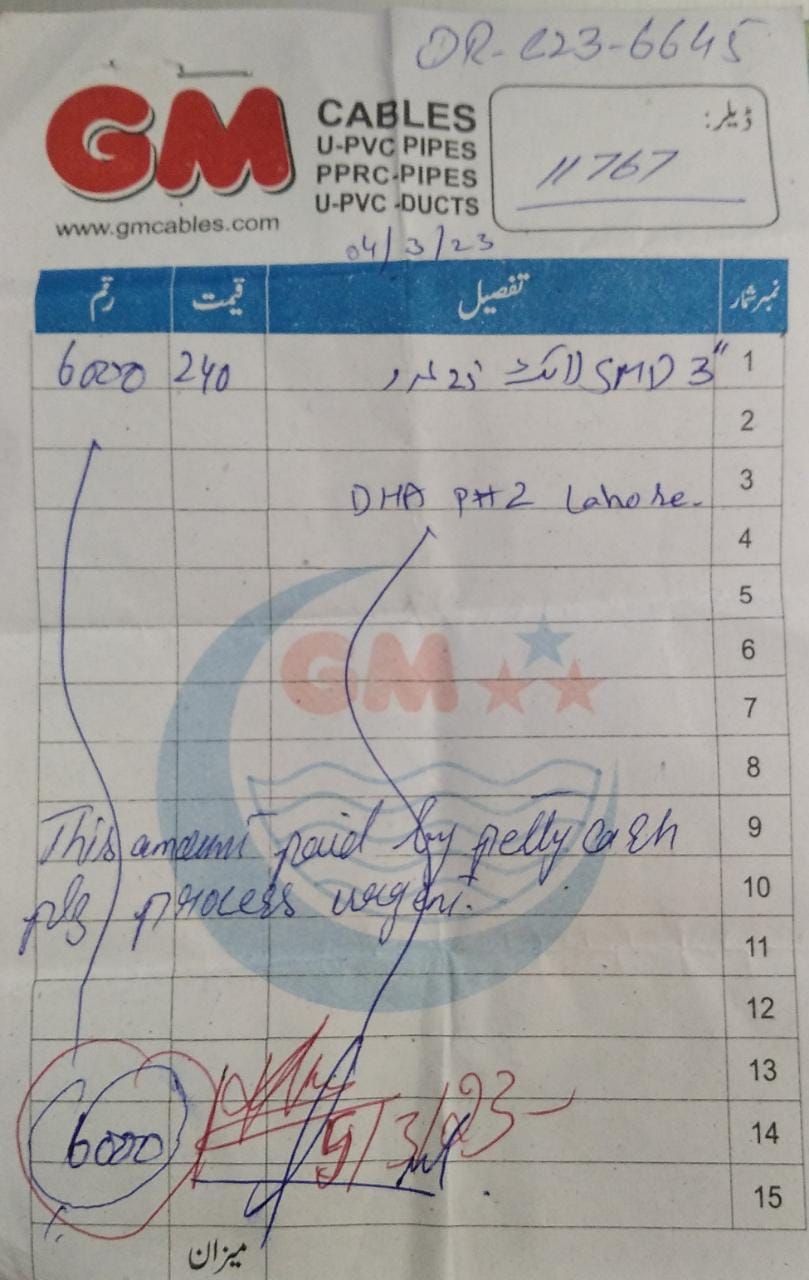 OR-C23-6645
GM
CABLES
U-PVC PIPES
PPRC-PIPES
U-PVC -DUCTS
www.gmcables.com
ڈیلر:
11767
04/3/23
نمبر شمار تفصیل قیمت رقم
1 SMD 3" لائٹ 25 عدد 240 6000
2
3 DHA PH2 Lahore.
4
5
6
GM
7
8
9 This amount paid by petty cash
10 plz process urgent.
11
12
13
14 6000 5/3/23
15
میزان